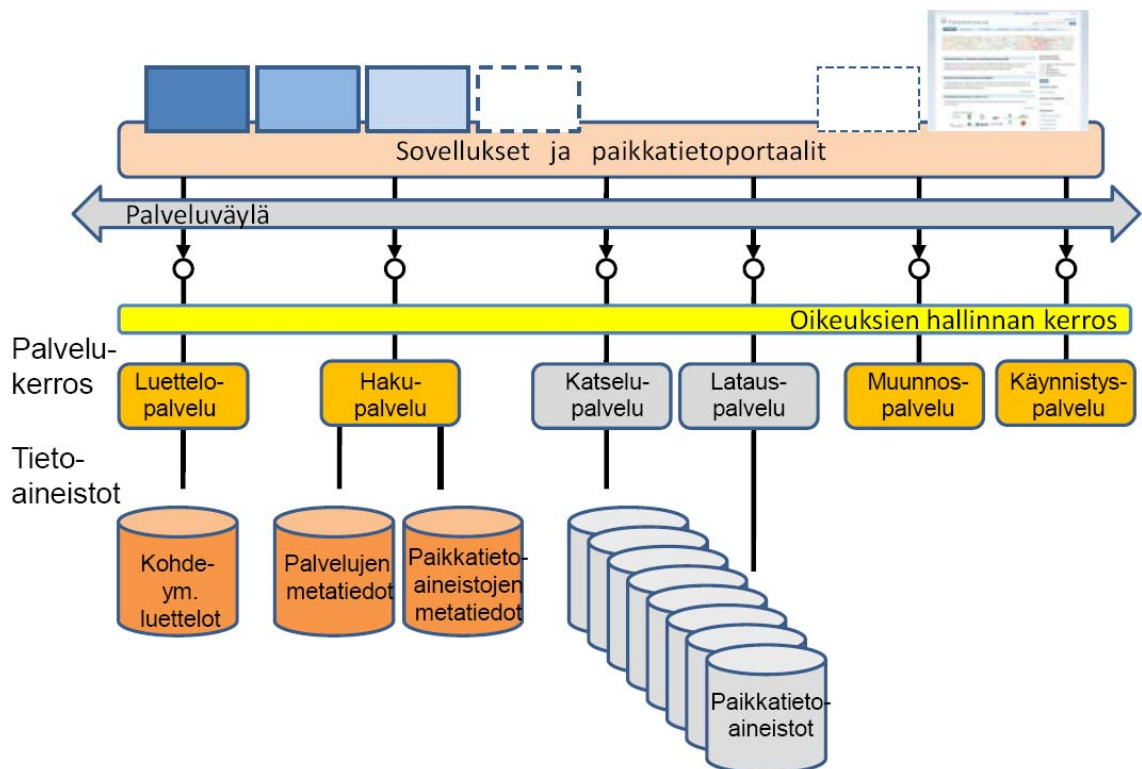 Sovellukset ja paikkatietoportaalit
Palveluväylä
Oikeuksien hallinnan kerros
Palvelu-
kerros
Luettelo-
palvelu
Haku-
palvelu
Katselu-
palvelu
Lataus-
palvelu
Muunnos-
palvelu
Käynnistys-
palvelu
Tieto-
aineistot
Kohde-
ym.
luettelot
Palvelujen
metatiedot
Paikkatieto-
aineistojen
metatiedot
Paikkatieto-
aineistot